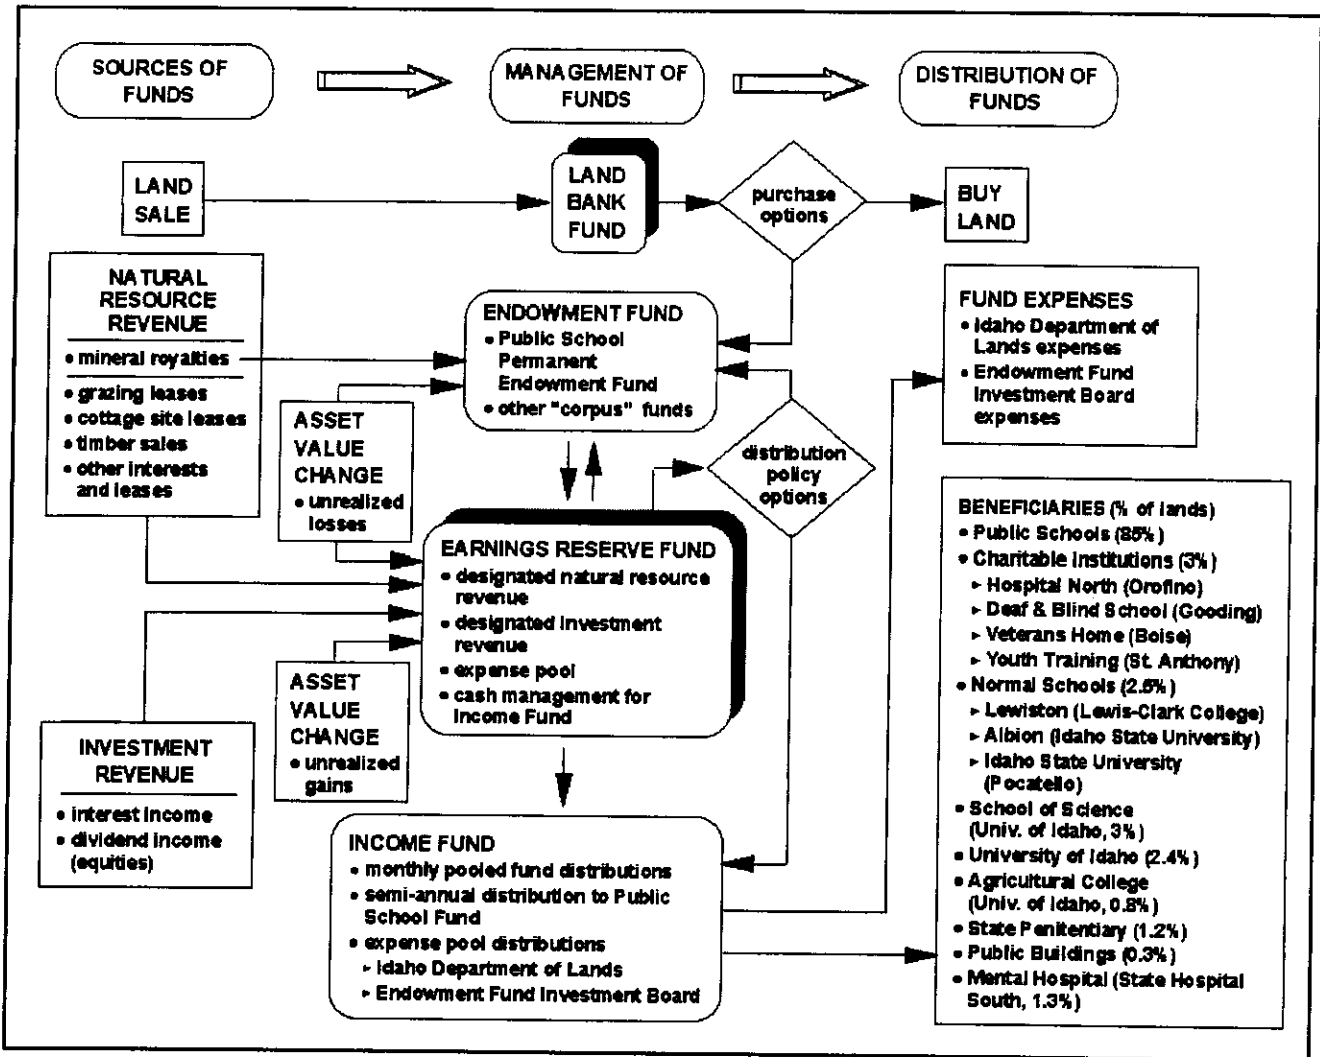 SOURCES OF
FUNDS
MANAGEMENT OF
FUNDS
DISTRIBUTION OF
FUNDS
LAND
SALE
LAND
BANK
FUND
purchase
options
BUY
LAND
NATURAL
RESOURCE
REVENUE
• mineral royalties
• grazing leases
• cottage site leases
• timber sales
• other interests
and leases
ENDOWMENT FUND
• Public School
Permanent
Endowment Fund
• other "corpus" funds
FUND EXPENSES
• Idaho Department of
Lands expenses
• Endowment Fund
Investment Board
expenses
ASSET
VALUE
CHANGE
• unrealized
losses
distribution
policy
options
EARNINGS RESERVE FUND
• designated natural resource
revenue
• designated investment
revenue
• expense pool
• cash management for
Income Fund
ASSET
VALUE
CHANGE
• unrealized
gains
INVESTMENT
REVENUE
• interest income
• dividend income
(equities)
INCOME FUND
• monthly pooled fund distributions
• semi-annual distribution to Public
School Fund
• expense pool distributions
▸ Idaho Department of Lands
▸ Endowment Fund Investment Board
BENEFICIARIES (% of lands)
• Public Schools (85%)
• Charitable Institutions (3%)
▸ Hospital North (Orofino)
▸ Deaf & Blind School (Gooding)
▸ Veterans Home (Boise)
▸ Youth Training (St. Anthony)
• Normal Schools (2.5%)
▸ Lewiston (Lewis-Clark College)
▸ Albion (Idaho State University)
▸ Idaho State University
(Pocatello)
• School of Science
(Univ. of Idaho, 3%)
• University of Idaho (2.4%)
• Agricultural College
(Univ. of Idaho, 0.8%)
• State Penitentiary (1.2%)
• Public Buildings (0.3%)
• Mental Hospital (State Hospital
South, 1.3%)